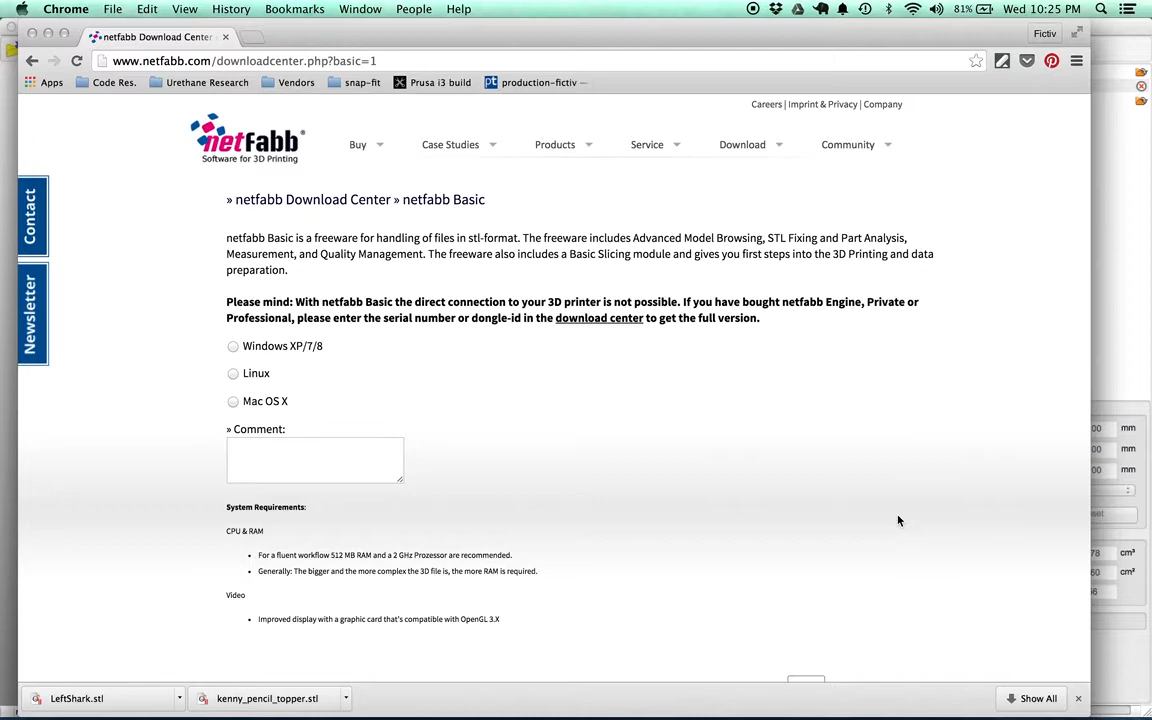 Chrome File Edit View History Bookmarks Window People Help 81% Wed 10:25 PM
netfabb Download Center Fictiv
www.netfabb.com/downloadcenter.php?basic=1
Apps Code Res. Urethane Research Vendors snap-fit Prusa i3 build production-fictiv —
Careers | Imprint & Privacy | Company
netfabb
Software for 3D Printing
Buy Case Studies Products Service Download Community
Contact
Newsletter
» netfabb Download Center » netfabb Basic
netfabb Basic is a freeware for handling of files in stl-format. The freeware includes Advanced Model Browsing, STL Fixing and Part Analysis,
Measurement, and Quality Management. The freeware also includes a Basic Slicing module and gives you first steps into the 3D Printing and data
preparation.
Please mind: With netfabb Basic the direct connection to your 3D printer is not possible. If you have bought netfabb Engine, Private or
Professional, please enter the serial number or dongle-id in the download center to get the full version.
Windows XP/7/8
Linux
Mac OS X
» Comment:
00 mm
00 mm
00 mm
System Requirements:
CPU & RAM
For a fluent workflow 512 MB RAM and a 2 GHz Prozessor are recommended.
Generally: The bigger and the more complex the 3D file is, the more RAM is required.
78 cm³
60 cm²
Video
Improved display with a graphic card that's compatible with OpenGL 3.X
LeftShark.stl kenny_pencil_topper.stl Show All